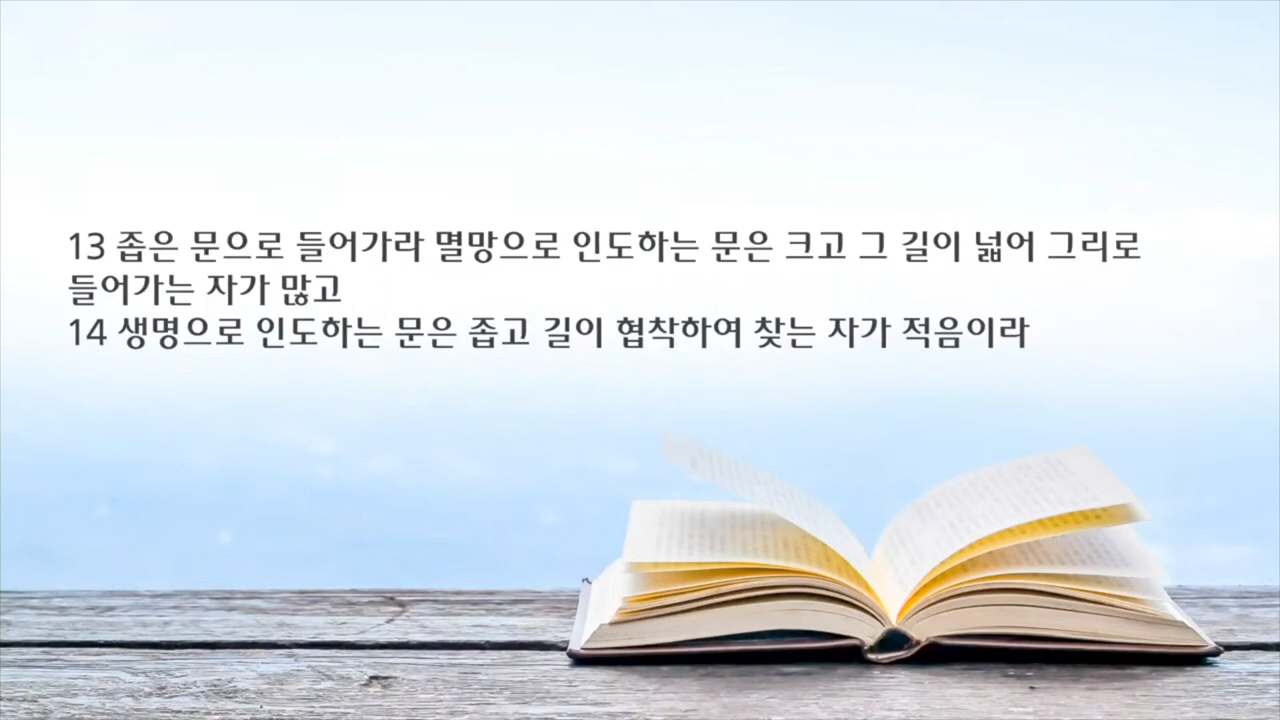 13 좁은 문으로 들어가라 멸망으로 인도하는 문은 크고 그 길이 넓어 그리로
들어가는 자가 많고
14 생명으로 인도하는 문은 좁고 길이 협착하여 찾는 자가 적음이라